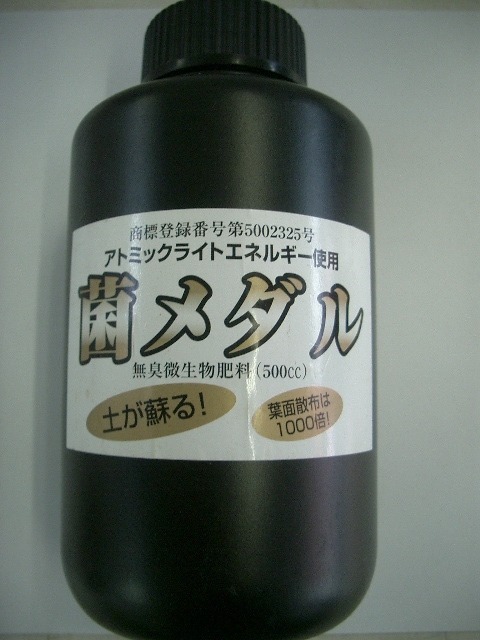 商標登録番号第5002325号
アトミックライトエネルギー使用
菌メダル
無臭微生物肥料(500cc)
土が蘇る!
葉面散布は
1000倍!